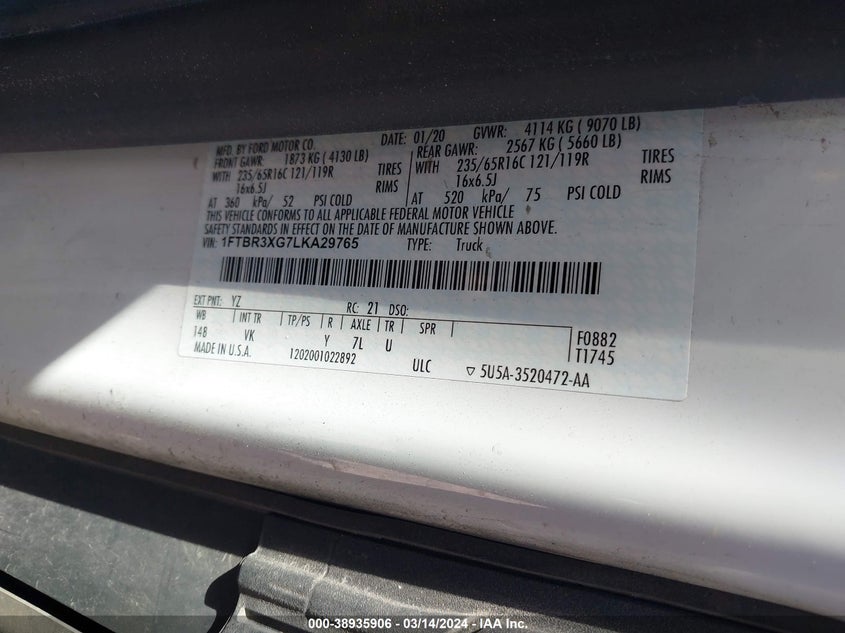 MFD. BY FORD MOTOR CO. DATE: 01/20 GVWR: 4114 KG ( 9070 LB)
FRONT GAWR: 1873 KG ( 4130 LB) REAR GAWR: 2567 KG ( 5660 LB)
WITH 235/65R16C 121/119R TIRES WITH 235/65R16C 121/119R TIRES
16x6.5J RIMS 16x6.5J RIMS
AT 360 kPa/ 52 PSI COLD AT 520 kPa/ 75 PSI COLD
THIS VEHICLE CONFORMS TO ALL APPLICABLE FEDERAL MOTOR VEHICLE
SAFETY STANDARDS IN EFFECT ON THE DATE OF MANUFACTURE SHOWN ABOVE.
VIN: 1FTBR3XG7LKA29765 TYPE: Truck
EXT PNT: YZ RC: 21 DSO:
WB INT TR TP/PS R AXLE TR SPR F0882
148 VK Y 7L U T1745
MADE IN U.S.A. 1202001022892 ULC ▽ 5U5A-3520472-AA
000-38935906 - 03/14/2024 - IAA Inc.